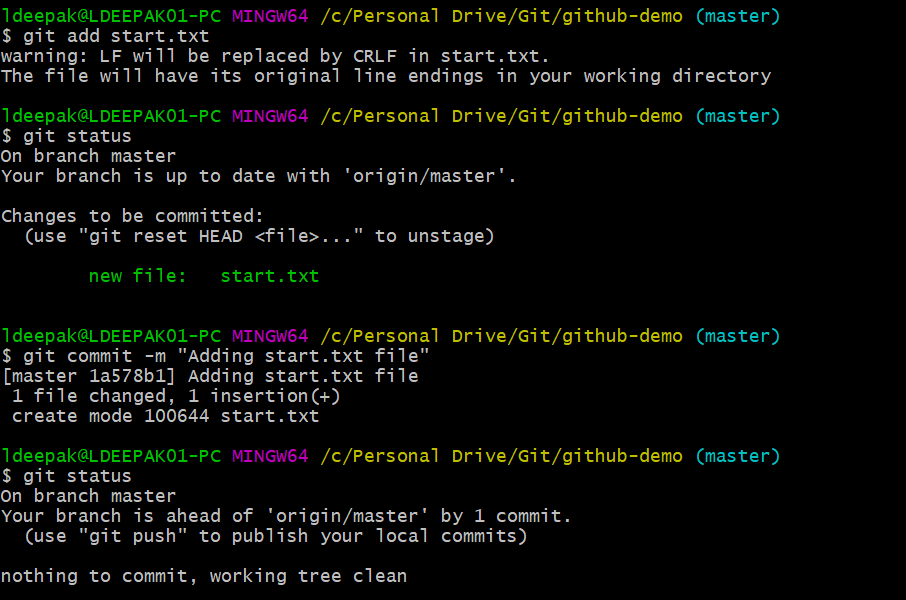 ldeepak@LDEEPAK01-PC MINGW64 /c/Personal Drive/Git/github-demo (master)
$ git add start.txt
warning: LF will be replaced by CRLF in start.txt.
The file will have its original line endings in your working directory
ldeepak@LDEEPAK01-PC MINGW64 /c/Personal Drive/Git/github-demo (master)
$ git status
On branch master
Your branch is up to date with 'origin/master'.
Changes to be committed:
(use "git reset HEAD <file>..." to unstage)
new file: start.txt
ldeepak@LDEEPAK01-PC MINGW64 /c/Personal Drive/Git/github-demo (master)
$ git commit -m "Adding start.txt file"
[master 1a578b1] Adding start.txt file
1 file changed, 1 insertion(+)
create mode 100644 start.txt
ldeepak@LDEEPAK01-PC MINGW64 /c/Personal Drive/Git/github-demo (master)
$ git status
On branch master
Your branch is ahead of 'origin/master' by 1 commit.
(use "git push" to publish your local commits)
nothing to commit, working tree clean